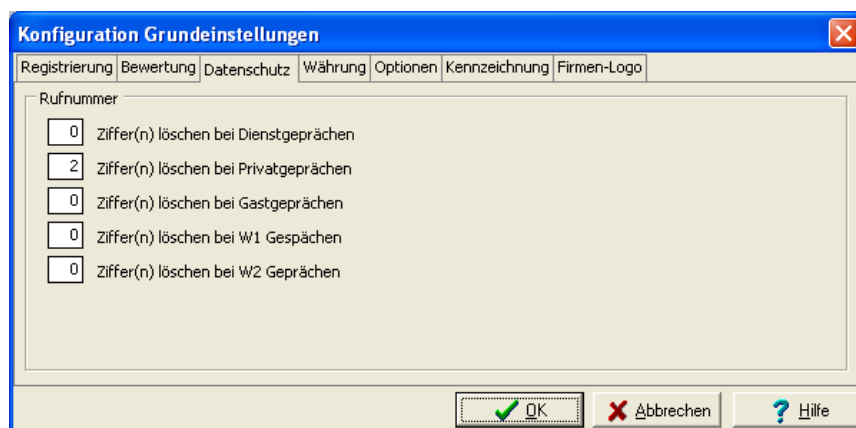 Konfiguration Grundeinstellungen
Registrierung Bewertung Datenschutz Währung Optionen Kennzeichnung Firmen-Logo
Rufnummer
0 Ziffer(n) löschen bei Dienstgeprächen
2 Ziffer(n) löschen bei Privatgeprächen
0 Ziffer(n) löschen bei Gastgeprächen
0 Ziffer(n) löschen bei W1 Gespächen
0 Ziffer(n) löschen bei W2 Geprächen
OK Abbrechen Hilfe